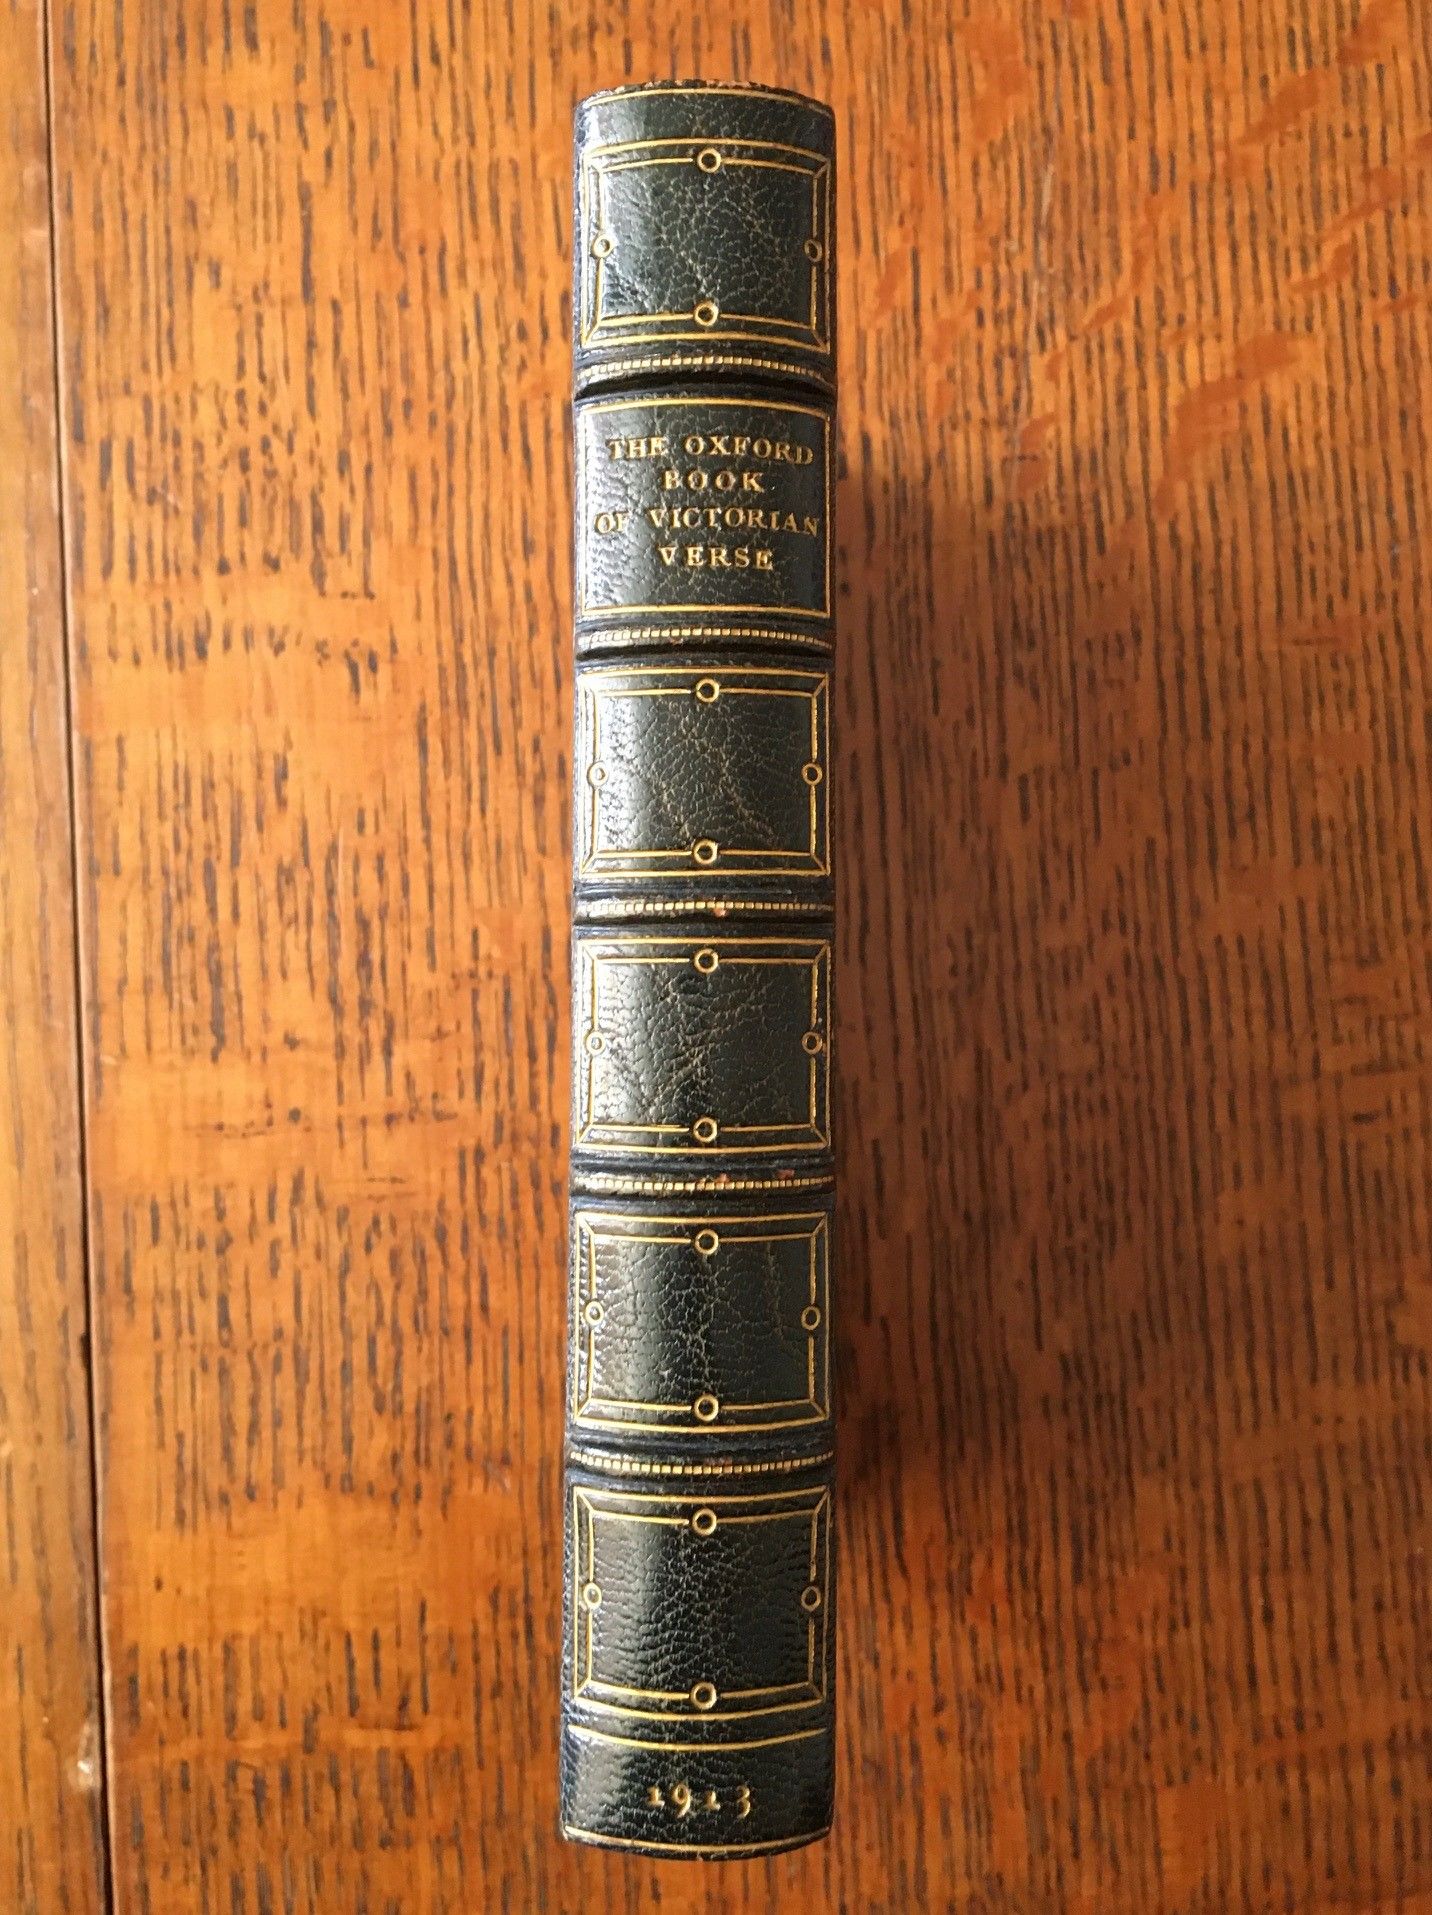 THE OXFORD
BOOK
OF VICTORIAN
VERSE
1913